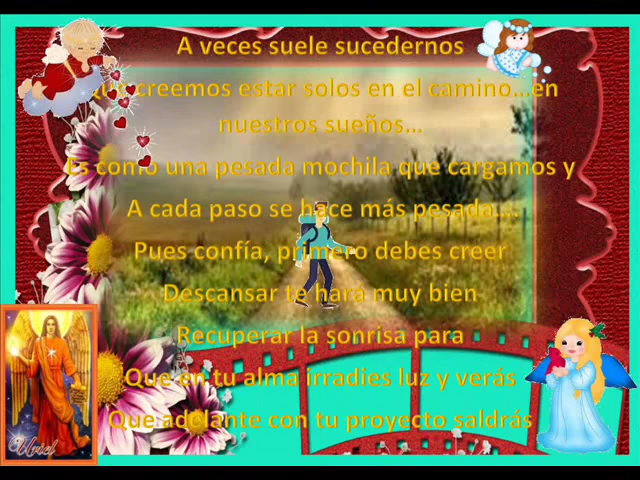 A veces suele sucedernos
que creemos estar solos en el camino...en
nuestros sueños...
Es como una pesada mochila que cargamos y
A cada paso se hace más pesada....
Pues confía, primero debes creer
Descansar te hará muy bien
Recuperar la sonrisa para
Que en tu alma irradies luz y verás
Que adelante con tu proyecto saldrás
Uriel